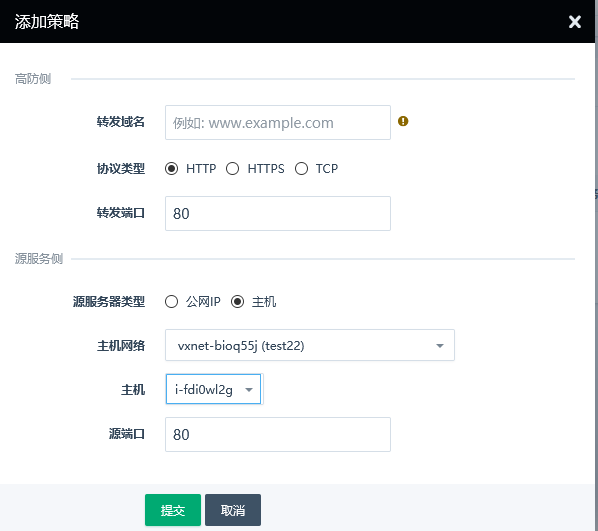 添加策略
高防侧
转发域名 例如: www.example.com
协议类型 HTTP HTTPS TCP
转发端口 80
源服务侧
源服务器类型 公网IP 主机
主机网络 vxnet-bioq55j (test22)
主机 i-fdi0wl2g
源端口 80
提交 取消